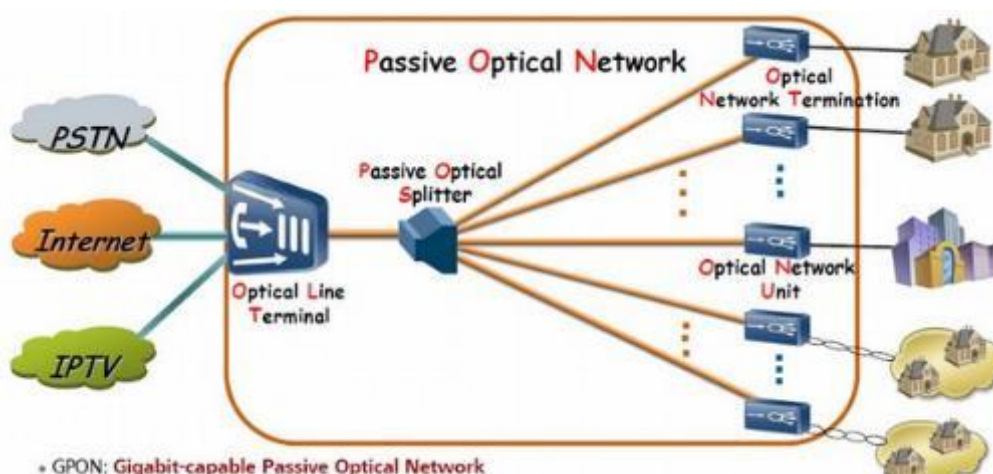 Passive Optical Network
Optical
Network Termination
PSTN
Passive Optical
Splitter
Internet
Optical Network
Unit
Optical Line
Terminal
IPTV
• GPON: Gigabit-capable Passive Optical Network